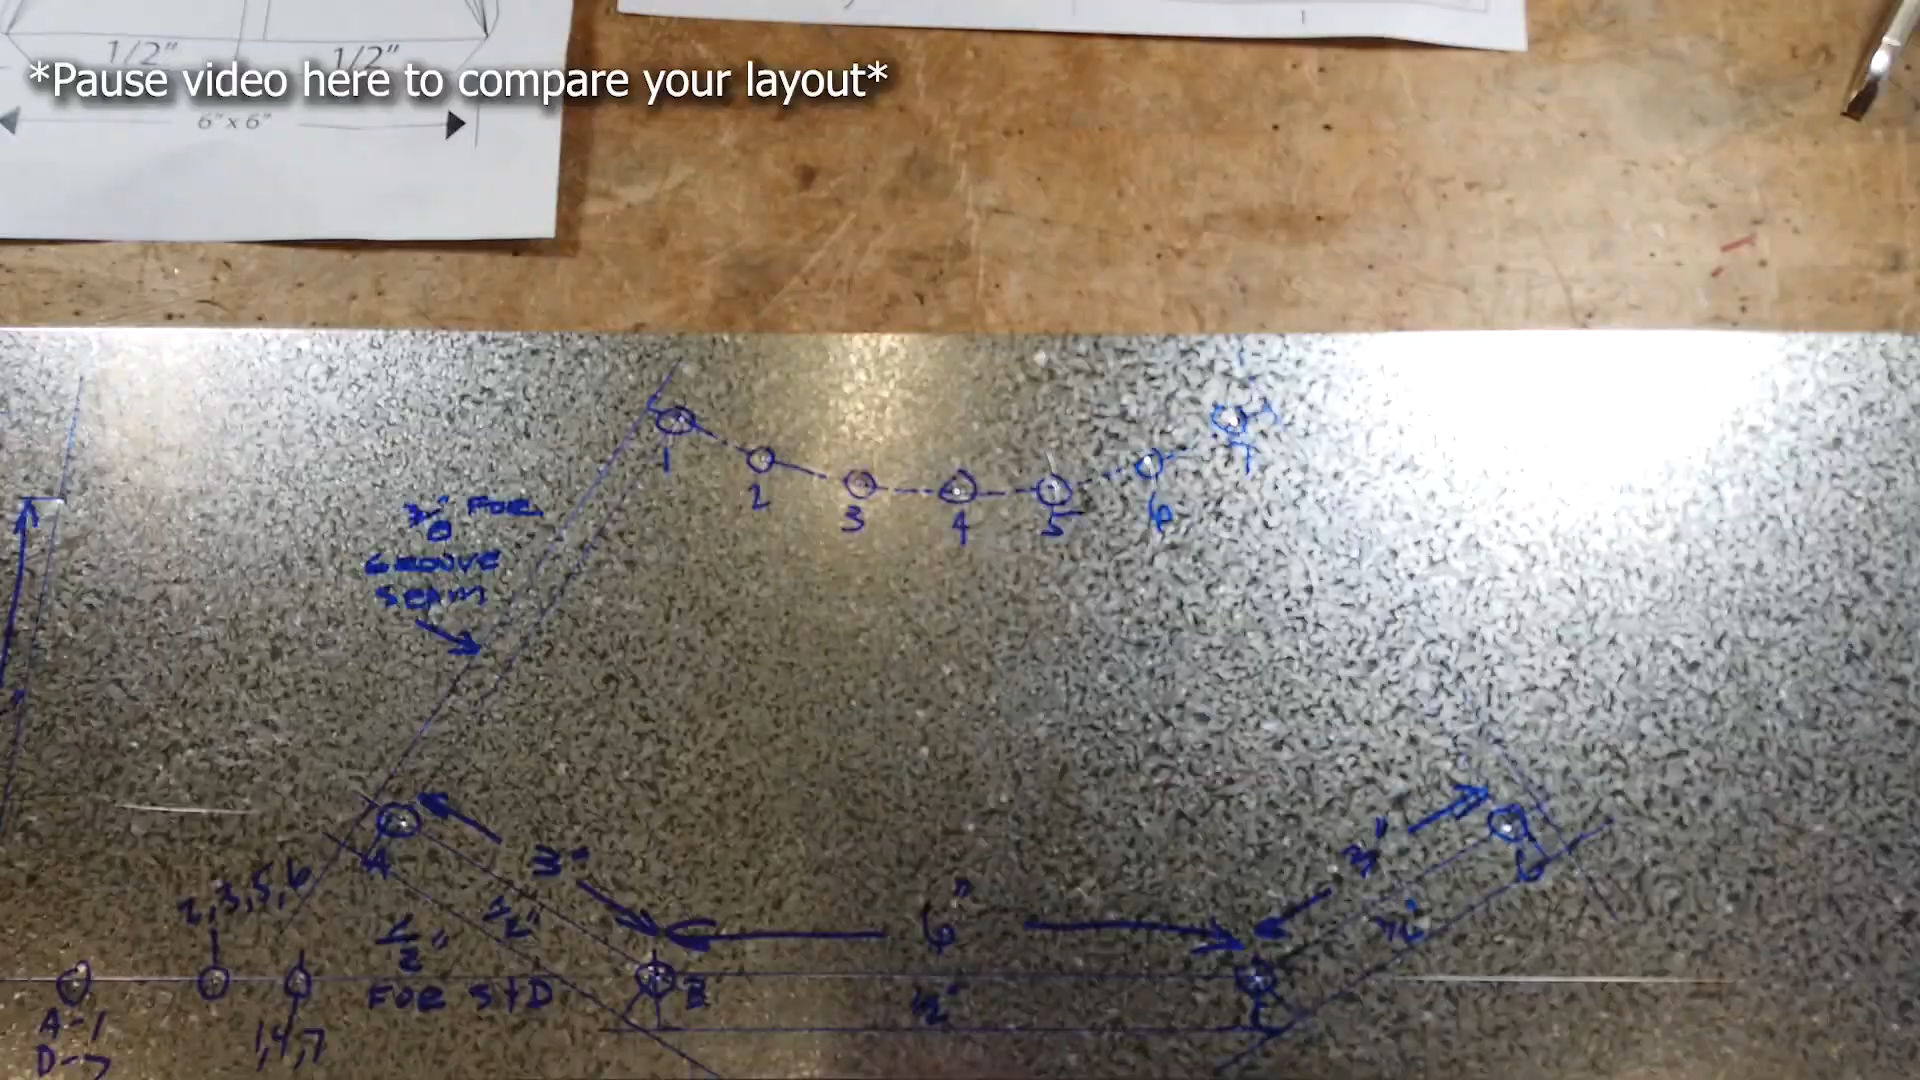 1/2" 1/2"
*Pause video here to compare your layout*
6" x 6"
1
2
3
4
5
6
7
3/8" FOR
GROOVE
SEAM
3"
3"
A
2,3,5,6
1/2"
6"
1/2"
1/2"
FOR STD
B
1/2"
A-1
D-7
1,4,7